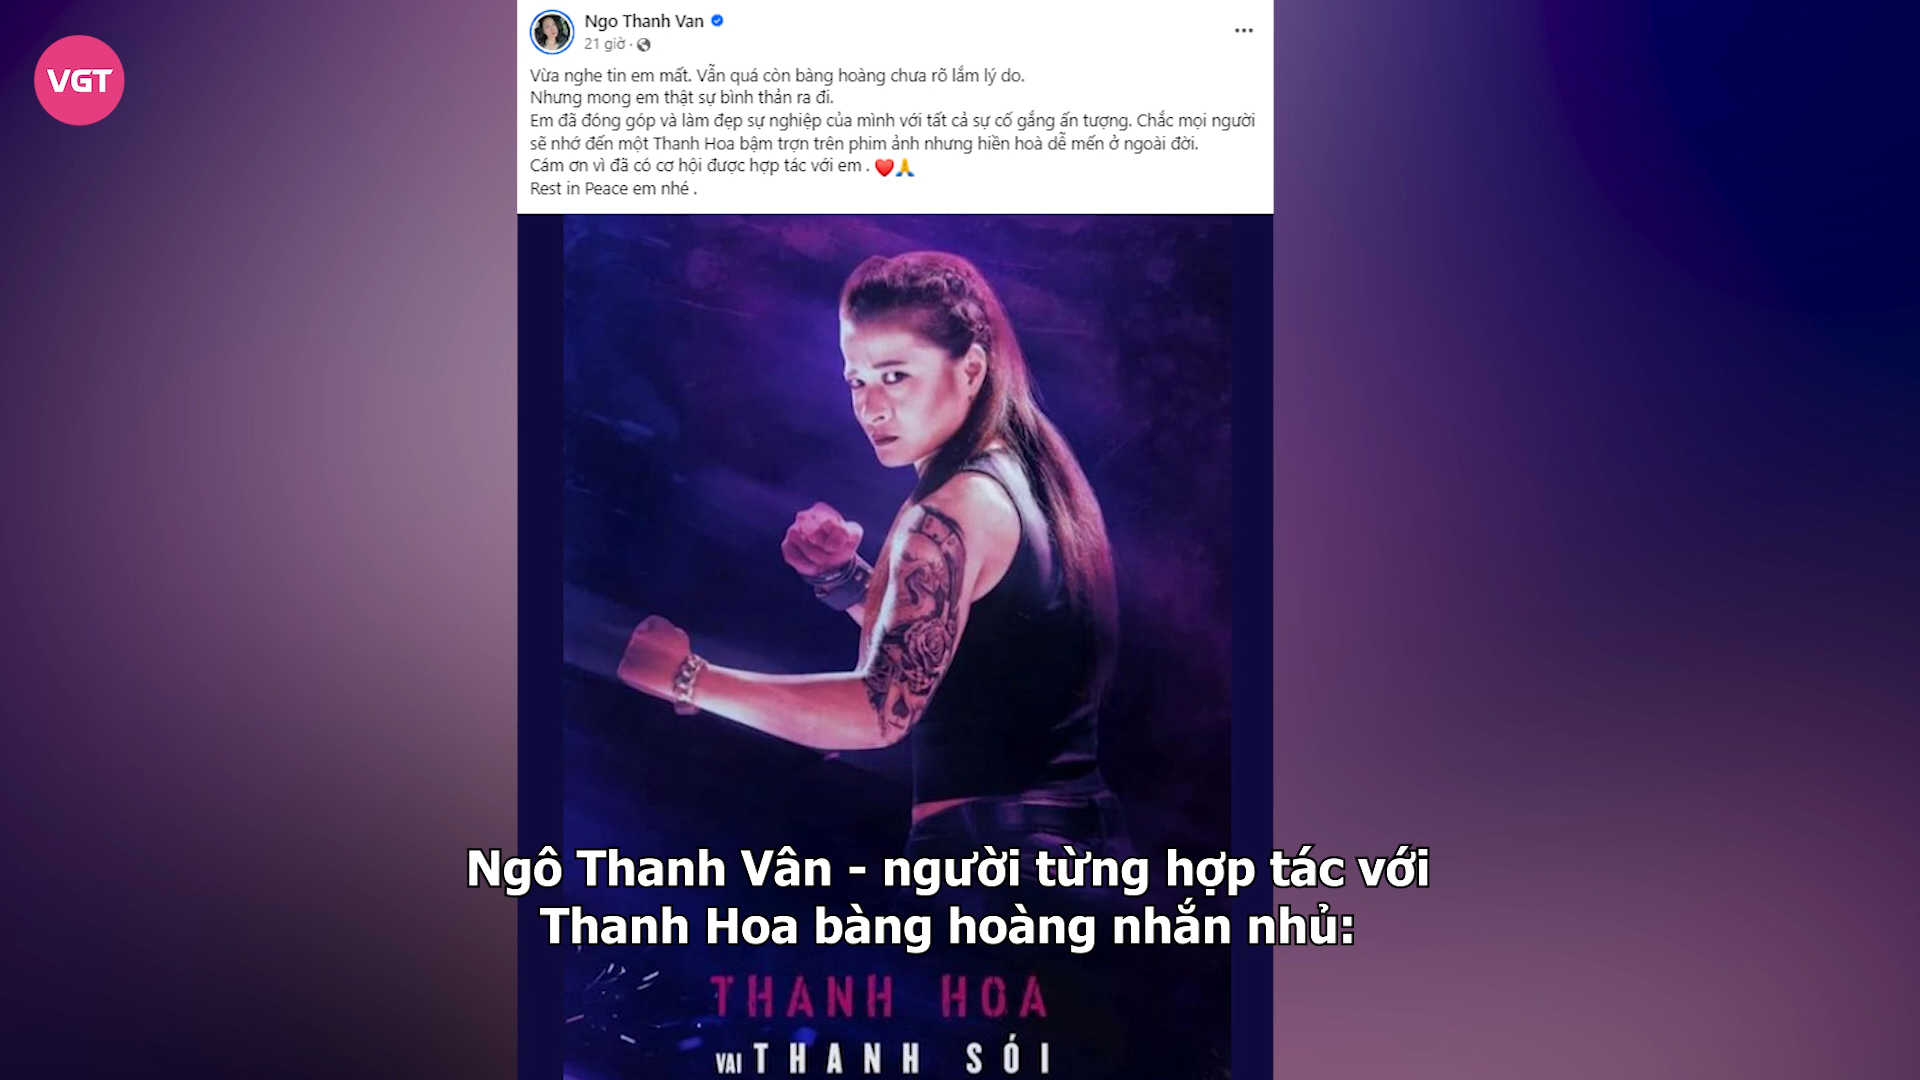 VGT
Ngo Thanh Van
21 giờ ·
Vừa nghe tin em mất. Vẫn quá còn bàng hoàng chưa rõ lắm lý do.
Nhưng mong em thật sự bình thản ra đi.
Em đã đóng góp và làm đẹp sự nghiệp của mình với tất cả sự cố gắng ấn tượng. Chắc mọi người
sẽ nhớ đến một Thanh Hoa bậm trợn trên phim ảnh nhưng hiền hoà dễ mến ở ngoài đời.
Cám ơn vì đã có cơ hội được hợp tác với em . ❤️🙏
Rest in Peace em nhé .
Ngô Thanh Vân - người từng hợp tác với
Thanh Hoa bàng hoàng nhắn nhủ:
THANH HOA
VAI THANH SÓI